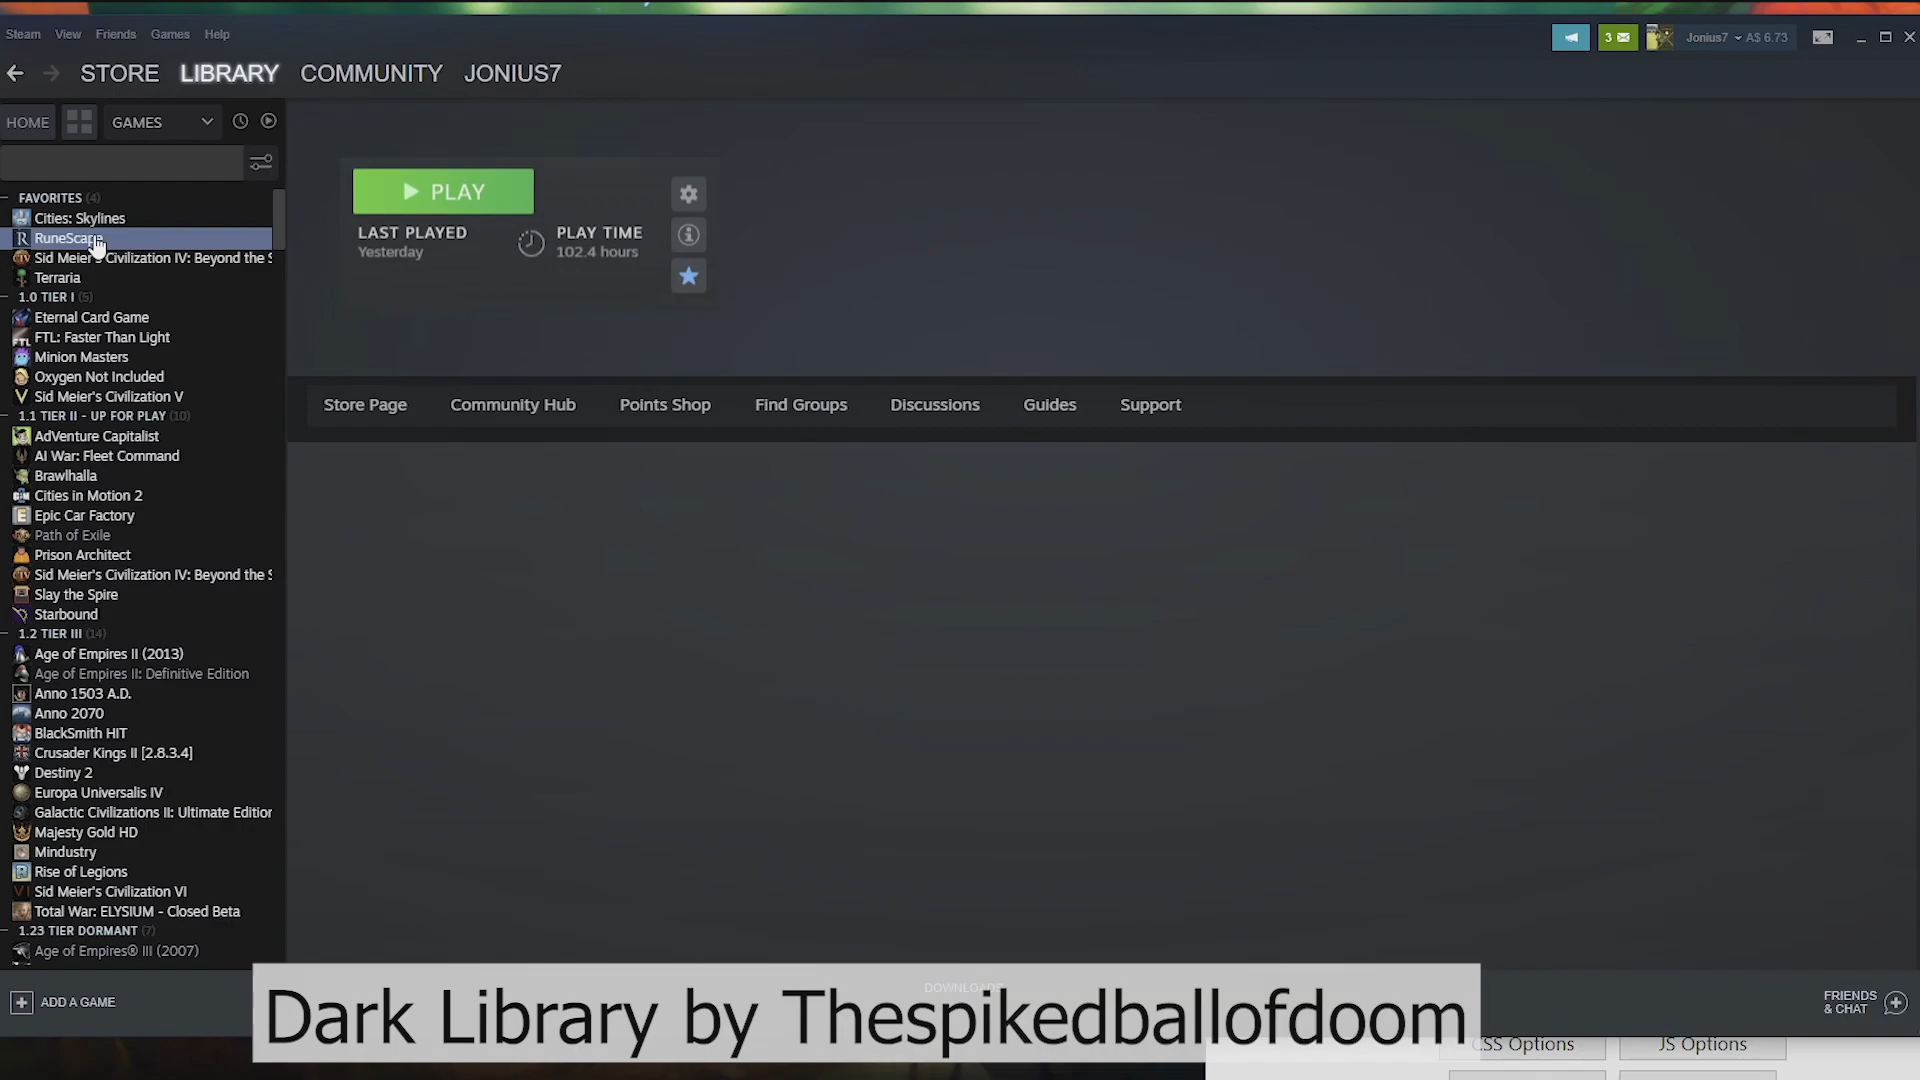 Steam View Friends Games Help
3
Jonius7
A$ 6.73
STORE LIBRARY COMMUNITY JONIUS7
HOME
GAMES
FAVORITES (4)
Cities: Skylines
RuneScape
Sid Meier's Civilization IV: Beyond the S
Terraria
1.0 TIER I (5)
Eternal Card Game
FTL: Faster Than Light
Minion Masters
Oxygen Not Included
Sid Meier's Civilization V
1.1 TIER II - UP FOR PLAY (10)
AdVenture Capitalist
AI War: Fleet Command
Brawlhalla
Cities in Motion 2
Epic Car Factory
Path of Exile
Prison Architect
Sid Meier's Civilization IV: Beyond the S
Slay the Spire
Starbound
1.2 TIER III (14)
Age of Empires II (2013)
Age of Empires II: Definitive Edition
Anno 1503 A.D.
Anno 2070
BlackSmith HIT
Crusader Kings II [2.8.3.4]
Destiny 2
Europa Universalis IV
Galactic Civilizations II: Ultimate Edition
Majesty Gold HD
Mindustry
Rise of Legions
Sid Meier's Civilization VI
Total War: ELYSIUM - Closed Beta
1.23 TIER DORMANT (7)
Age of Empires® III (2007)
PLAY
LAST PLAYED
Yesterday
PLAY TIME
102.4 hours
Store Page Community Hub Points Shop Find Groups Discussions Guides Support
ADD A GAME
DOWNLOADS
FRIENDS
& CHAT
Dark Library by Thespikedballofdoom
CSS Options
JS Options